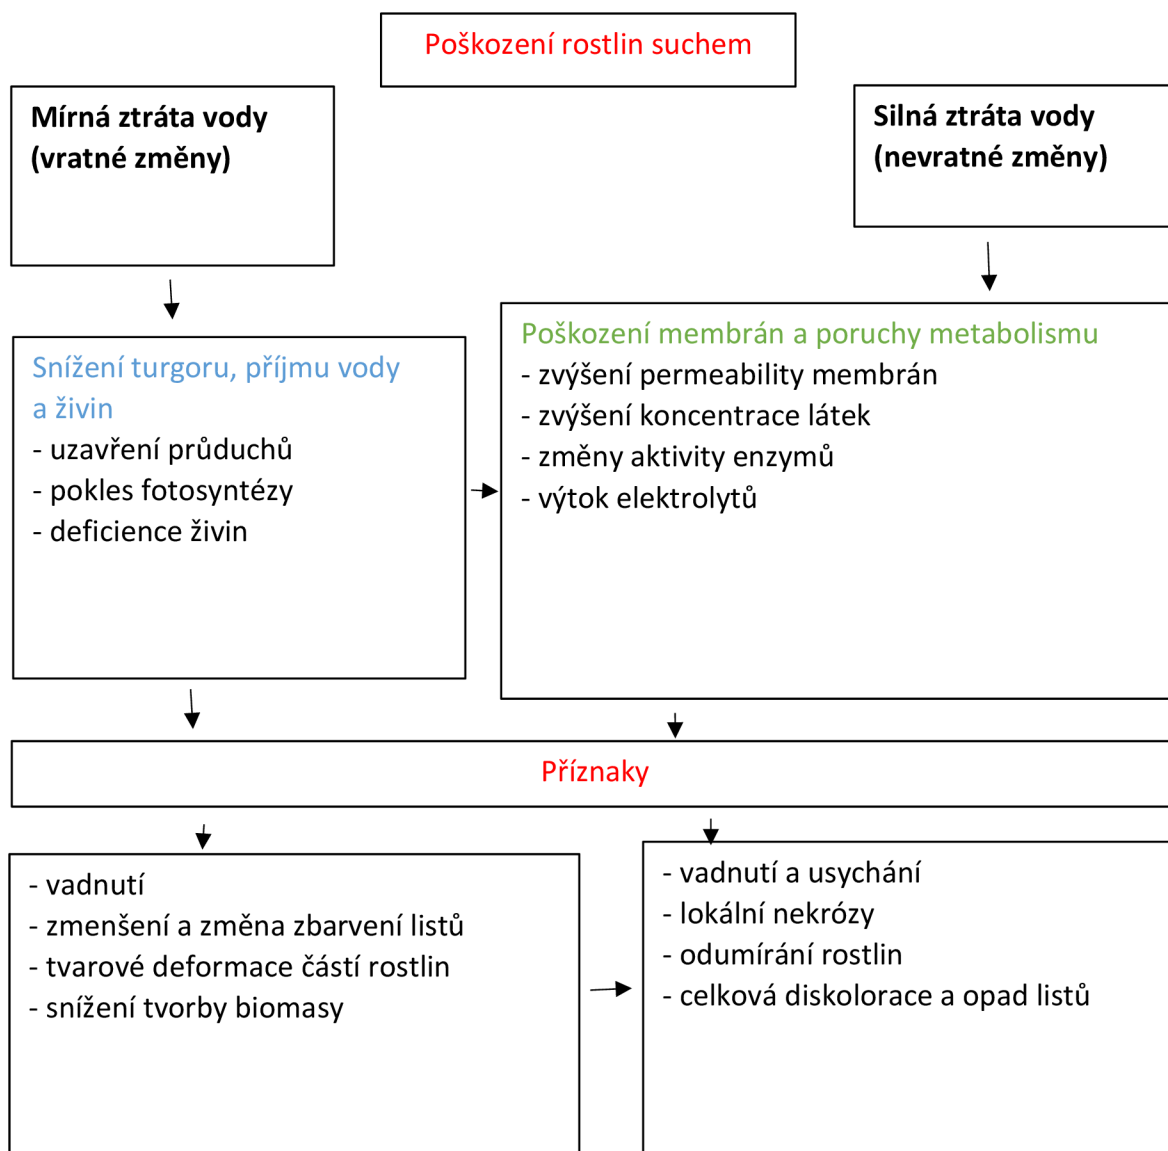 Poškození rostlin suchem
Mírná ztráta vody
(vratné změny)
Silná ztráta vody
(nevratné změny)
Snížení turgoru, příjmu vody
a živin
- uzavření průduchů
- pokles fotosyntézy
- deficience živin
Poškození membrán a poruchy metabolismu
- zvýšení permeability membrán
- zvýšení koncentrace látek
- změny aktivity enzymů
- výtok elektrolytů
Příznaky
- vadnutí
- zmenšení a změna zbarvení listů
- tvarové deformace částí rostlin
- snížení tvorby biomasy
- vadnutí a usychání
- lokální nekrózy
- odumírání rostlin
- celková diskolorace a opad listů